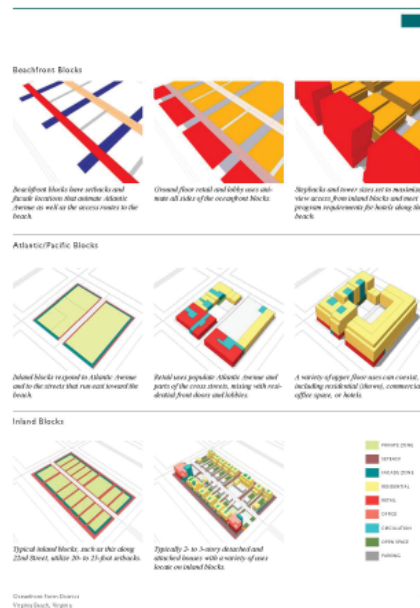 Beachfront Blocks
Beachfront blocks have setbacks and
facade locations that animate Atlantic
Avenue as well as the access routes to the
beach.
Ground floor retail and lobby uses ani-
mate all sides of the oceanfront blocks.
Stepbacks and tower sizes set to maximize
view access from inland blocks and meet
program requirements for hotels along the
beach.
Atlantic/Pacific Blocks
Inland blocks respond to Atlantic Avenue
and to the streets that run east toward the
beach.
Retail uses populate Atlantic Avenue and
parts of the cross streets, mixing with resi-
dential front doors and lobbies.
A variety of upper floor uses can coexist,
including residential (shown), commercial
office space, or hotels.
Inland Blocks
Typical inland blocks, such as this along
22nd Street, utilize 20- to 25-foot setbacks.
Typically 2- to 3-story detached and
attached houses with a variety of uses
locate on inland blocks.
PRIVATE ZONE
SETBACK
FACADE ZONE
RESIDENTIAL
RETAIL
OFFICE
CIRCULATION
OPEN SPACE
PARKING
Oceanfront Resort District
Virginia Beach, Virginia